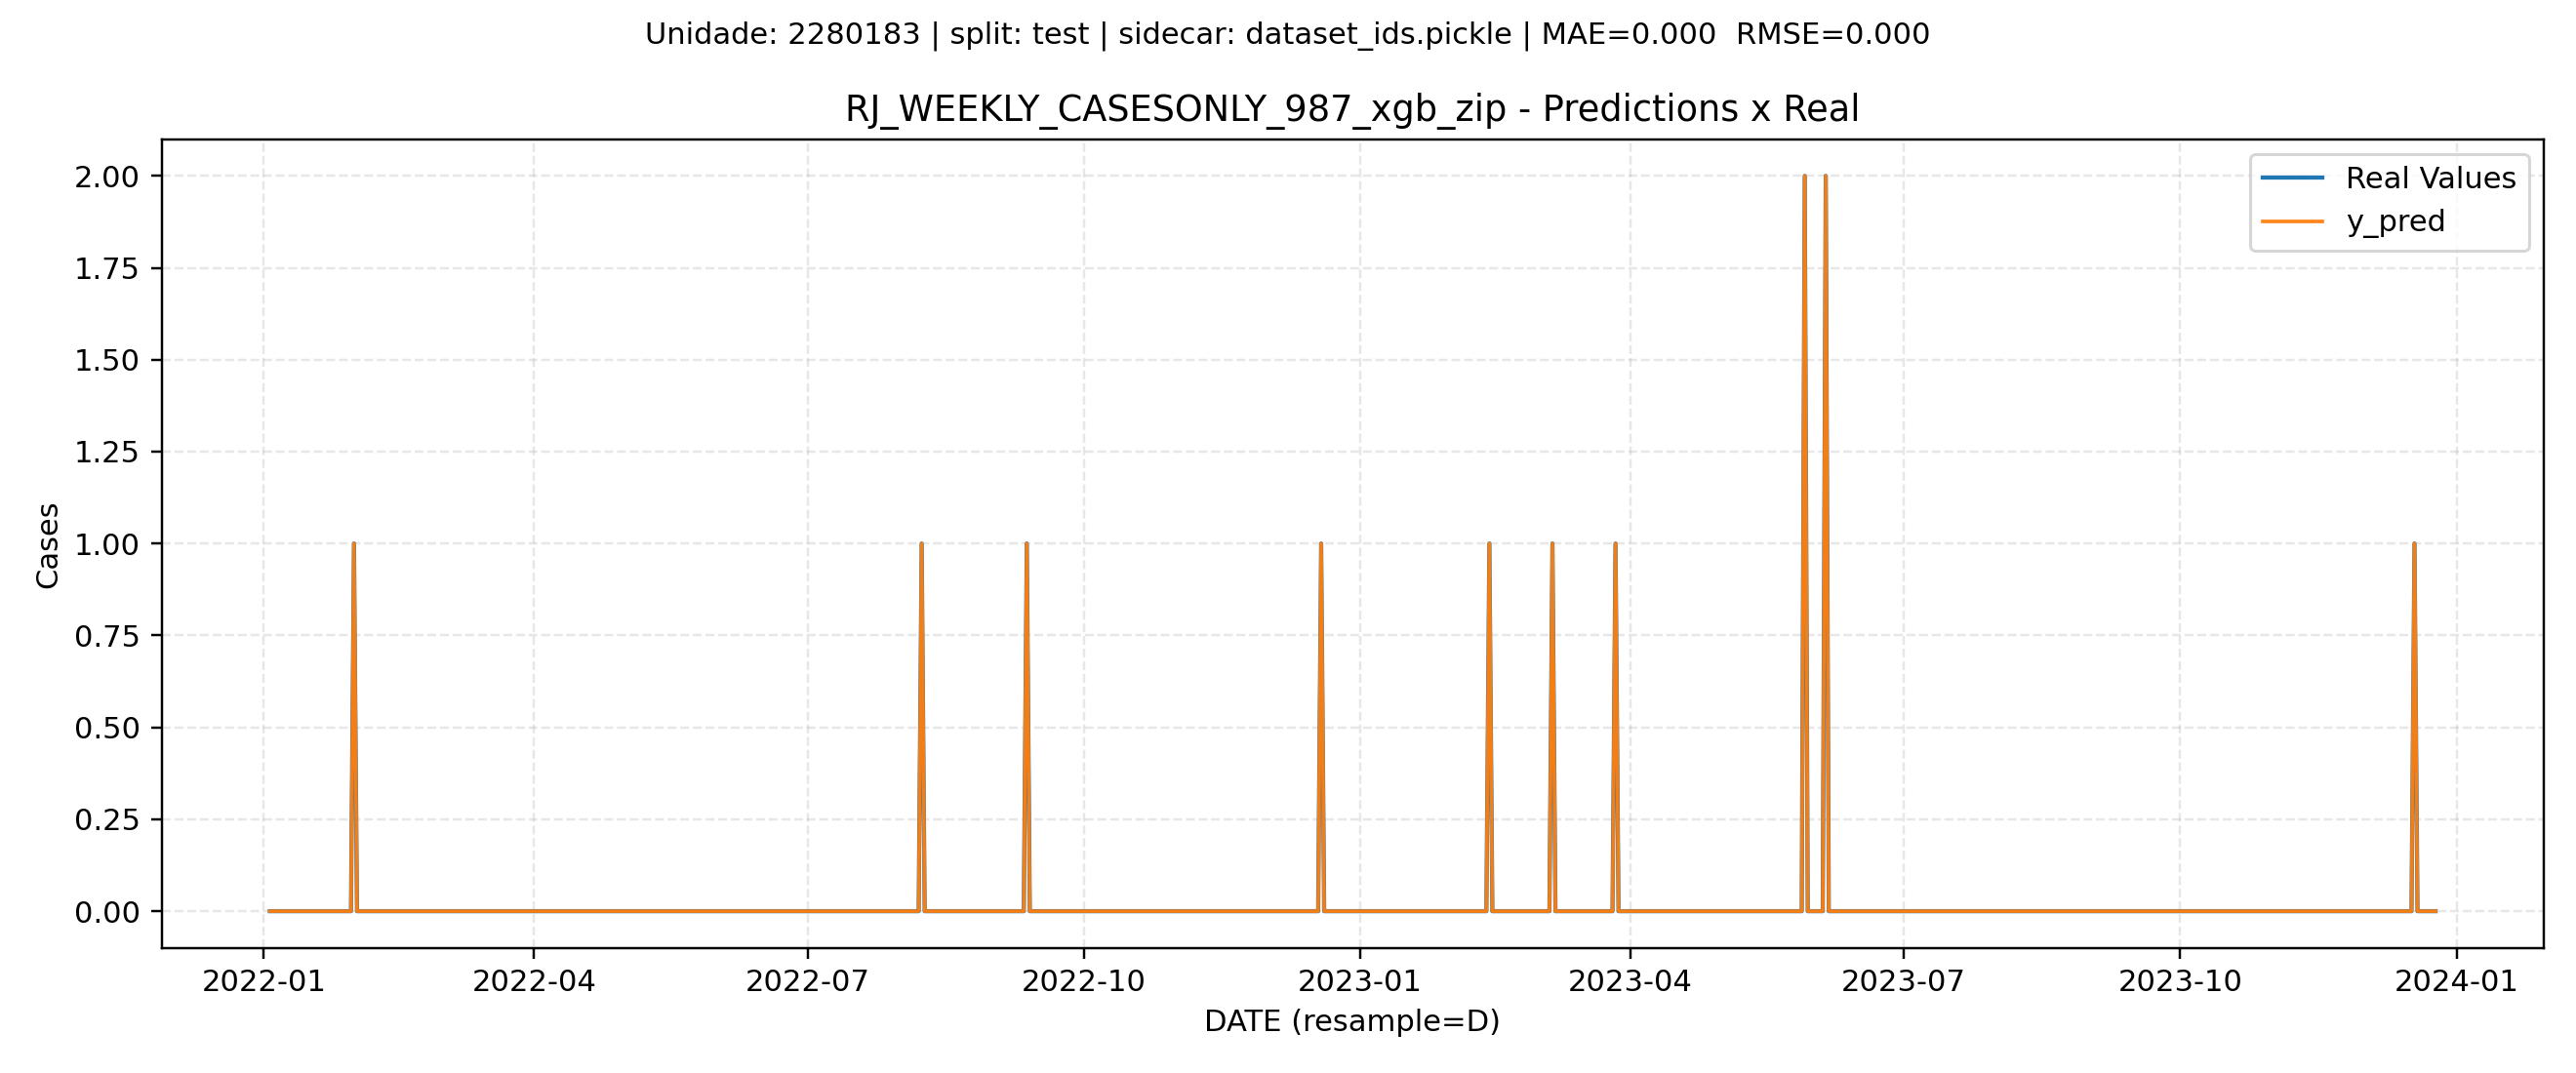 Unidade: 2280183 | split: test | sidecar: dataset_ids.pickle | MAE=0.000  RMSE=0.000
RJ_WEEKLY_CASESONLY_987_xgb_zip - Predictions x Real
Real Values
y_pred
2.00
1.75
1.50
1.25
1.00
0.75
0.50
0.25
0.00
Cases
2022-01 2022-04 2022-07 2022-10 2023-01 2023-04 2023-07 2023-10 2024-01
DATE (resample=D)